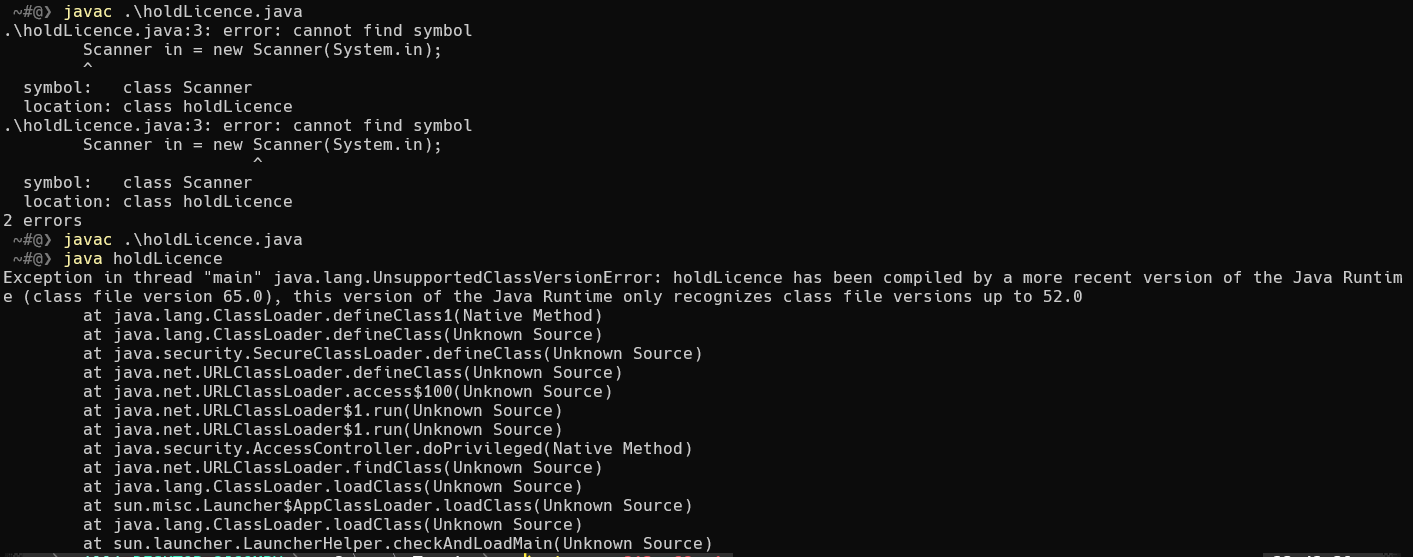 ~#@❯ javac .\holdLicence.java
.\holdLicence.java:3: error: cannot find symbol
        Scanner in = new Scanner(System.in);
        ^
  symbol:   class Scanner
  location: class holdLicence
.\holdLicence.java:3: error: cannot find symbol
        Scanner in = new Scanner(System.in);
                         ^
  symbol:   class Scanner
  location: class holdLicence
2 errors
~#@❯ javac .\holdLicence.java
~#@❯ java holdLicence
Exception in thread "main" java.lang.UnsupportedClassVersionError: holdLicence has been compiled by a more recent version of the Java Runtim
e (class file version 65.0), this version of the Java Runtime only recognizes class file versions up to 52.0
        at java.lang.ClassLoader.defineClass1(Native Method)
        at java.lang.ClassLoader.defineClass(Unknown Source)
        at java.security.SecureClassLoader.defineClass(Unknown Source)
        at java.net.URLClassLoader.defineClass(Unknown Source)
        at java.net.URLClassLoader.access$100(Unknown Source)
        at java.net.URLClassLoader$1.run(Unknown Source)
        at java.net.URLClassLoader$1.run(Unknown Source)
        at java.security.AccessController.doPrivileged(Native Method)
        at java.net.URLClassLoader.findClass(Unknown Source)
        at java.lang.ClassLoader.loadClass(Unknown Source)
        at sun.misc.Launcher$AppClassLoader.loadClass(Unknown Source)
        at java.lang.ClassLoader.loadClass(Unknown Source)
        at sun.launcher.LauncherHelper.checkAndLoadMain(Unknown Source)